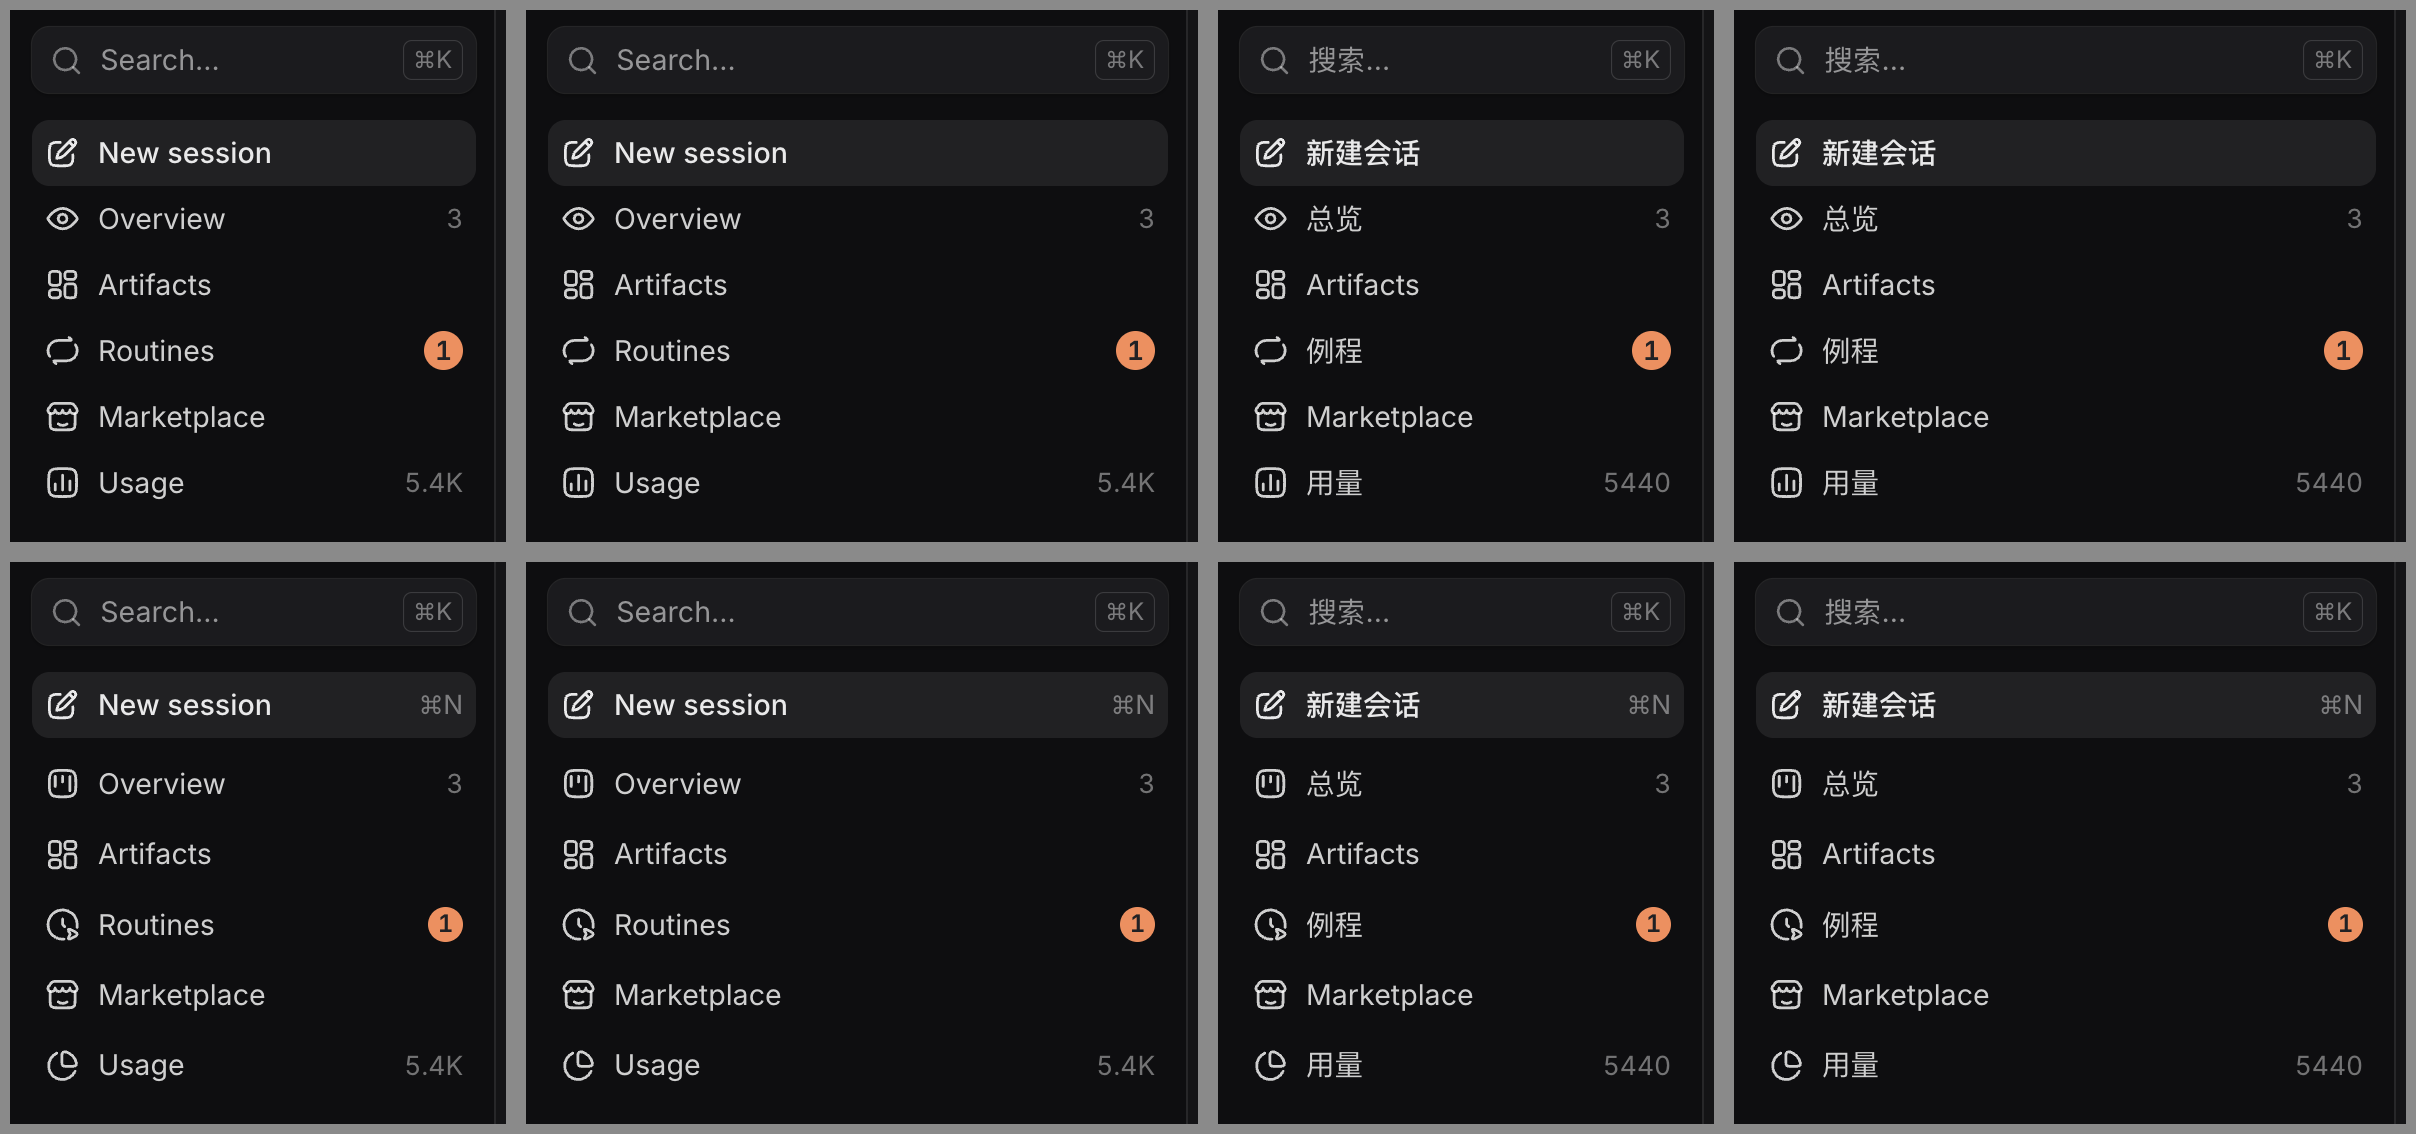 Search... ⌘K
New session
Overview 3
Artifacts
Routines 1
Marketplace
Usage 5.4K
Search... ⌘K
New session
Overview 3
Artifacts
Routines 1
Marketplace
Usage 5.4K
搜索... ⌘K
新建会话
总览 3
Artifacts
例程 1
Marketplace
用量 5440
搜索... ⌘K
新建会话
总览 3
Artifacts
例程 1
Marketplace
用量 5440
Search... ⌘K
New session ⌘N
Overview 3
Artifacts
Routines 1
Marketplace
Usage 5.4K
Search... ⌘K
New session ⌘N
Overview 3
Artifacts
Routines 1
Marketplace
Usage 5.4K
搜索... ⌘K
新建会话 ⌘N
总览 3
Artifacts
例程 1
Marketplace
用量 5440
搜索... ⌘K
新建会话 ⌘N
总览 3
Artifacts
例程 1
Marketplace
用量 5440